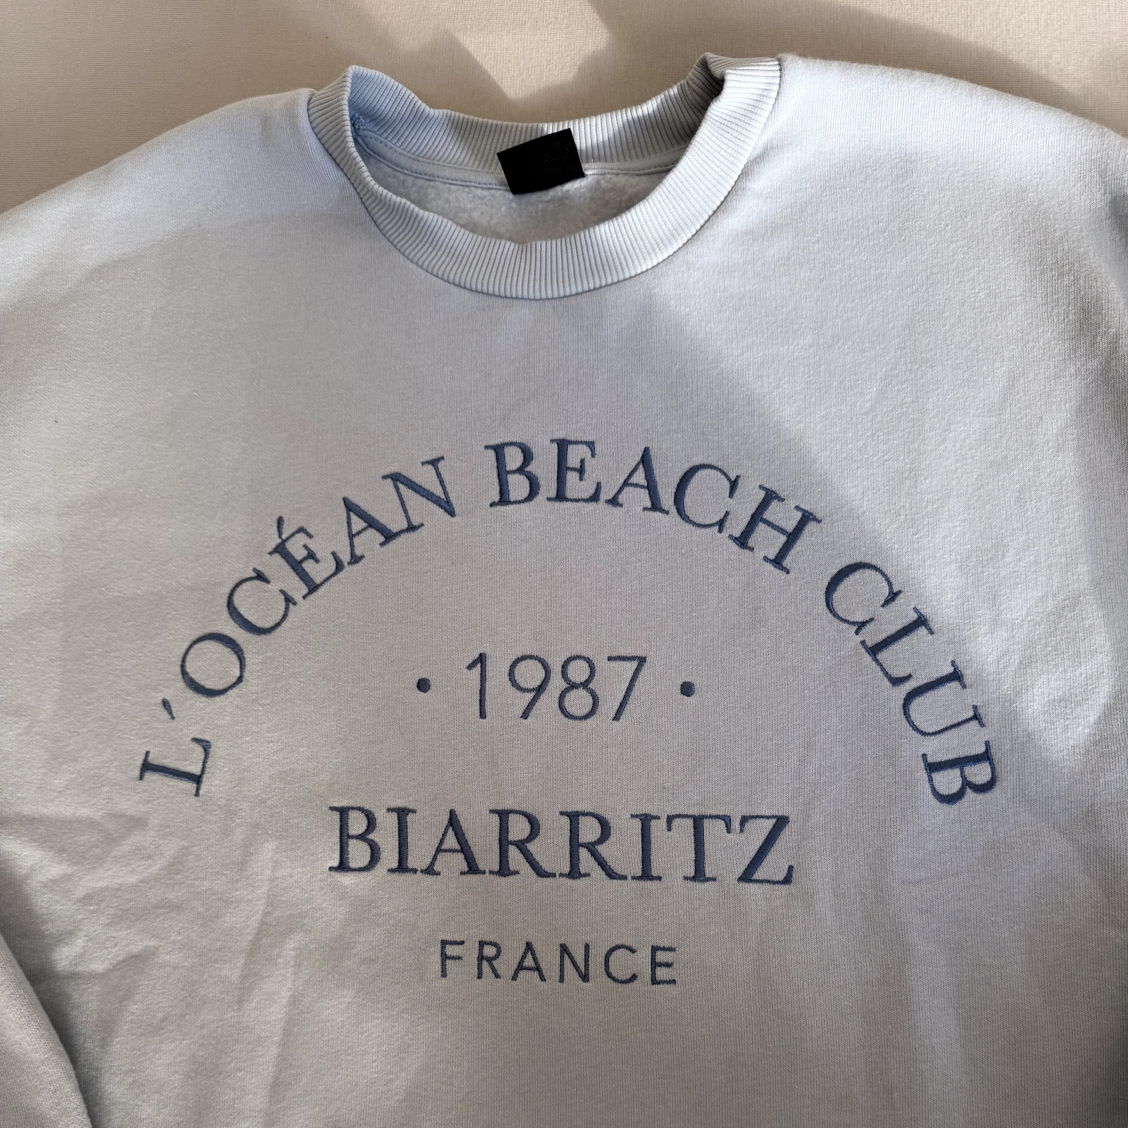 L'OCÉAN BEACH CLUB
· 1987 ·
BIARRITZ
FRANCE